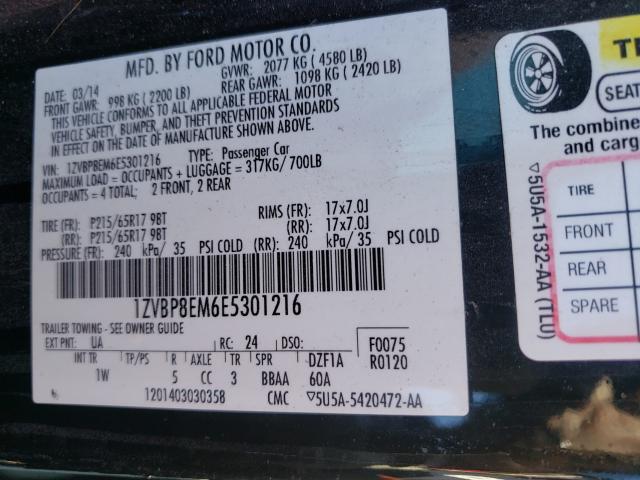 MFD. BY FORD MOTOR CO.
DATE: 03/14 GVWR: 2077 KG (4580 LB)
FRONT GAWR: 998 KG (2200 LB) REAR GAWR: 1098 KG (2420 LB)
THIS VEHICLE CONFORMS TO ALL APPLICABLE FEDERAL MOTOR
VEHICLE SAFETY, BUMPER, AND THEFT PREVENTION STANDARDS
IN EFFECT ON THE DATE OF MANUFACTURE SHOWN ABOVE.
VIN: 1ZVBP8EM6E5301216 TYPE: Passenger Car
MAXIMUM LOAD = OCCUPANTS + LUGGAGE = 317KG/700LB
OCCUPANTS = 4 TOTAL; 2 FRONT, 2 REAR
TIRE (FR): P215/65R17 98T RIMS (FR): 17x7.0J
(RR): P215/65R17 98T (RR): 17x7.0J
PRESSURE (FR): 240 kPa/ 35 PSI COLD (RR): 240 kPa/ 35 PSI COLD
1ZVBP8EM6E5301216
TRAILER TOWING - SEE OWNER GUIDE
EXT PNT: UA RC: 24 DSO: F0075
INT TR TP/PS R AXLE TR SPR DZF1A R0120
1W 5 CC 3 BBAA 60A
1201403030358 CMC ▽5U5A-5420472-AA
SEAT
The combine
and carg
TIRE
FRONT
REAR
SPARE
▽5U5A-1532-AA (TLU)